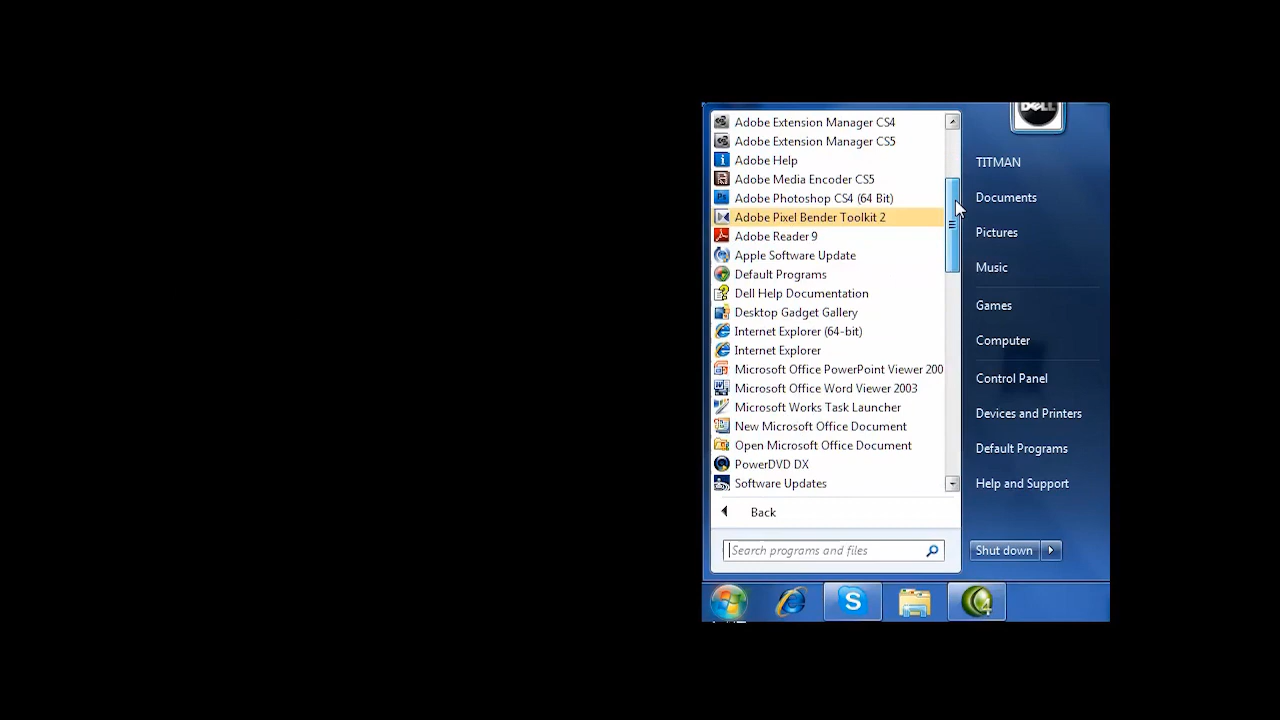 Adobe Extension Manager CS4
Adobe Extension Manager CS5
Adobe Help
Adobe Media Encoder CS5
Adobe Photoshop CS4 (64 Bit)
Adobe Pixel Bender Toolkit 2
Adobe Reader 9
Apple Software Update
Default Programs
Dell Help Documentation
Desktop Gadget Gallery
Internet Explorer (64-bit)
Internet Explorer
Microsoft Office PowerPoint Viewer 200
Microsoft Office Word Viewer 2003
Microsoft Works Task Launcher
New Microsoft Office Document
Open Microsoft Office Document
PowerDVD DX
Software Updates
Back
Search programs and files
DELL
TITMAN
Documents
Pictures
Music
Games
Computer
Control Panel
Devices and Printers
Default Programs
Help and Support
Shut down